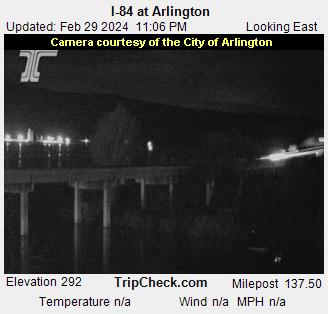 I-84 at Arlington
Updated: Feb 29 2024 11:06 PM Looking East
Camera courtesy of the City of Arlington
Elevation 292 TripCheck.com Milepost 137.50
Temperature n/a Wind n/a MPH n/a